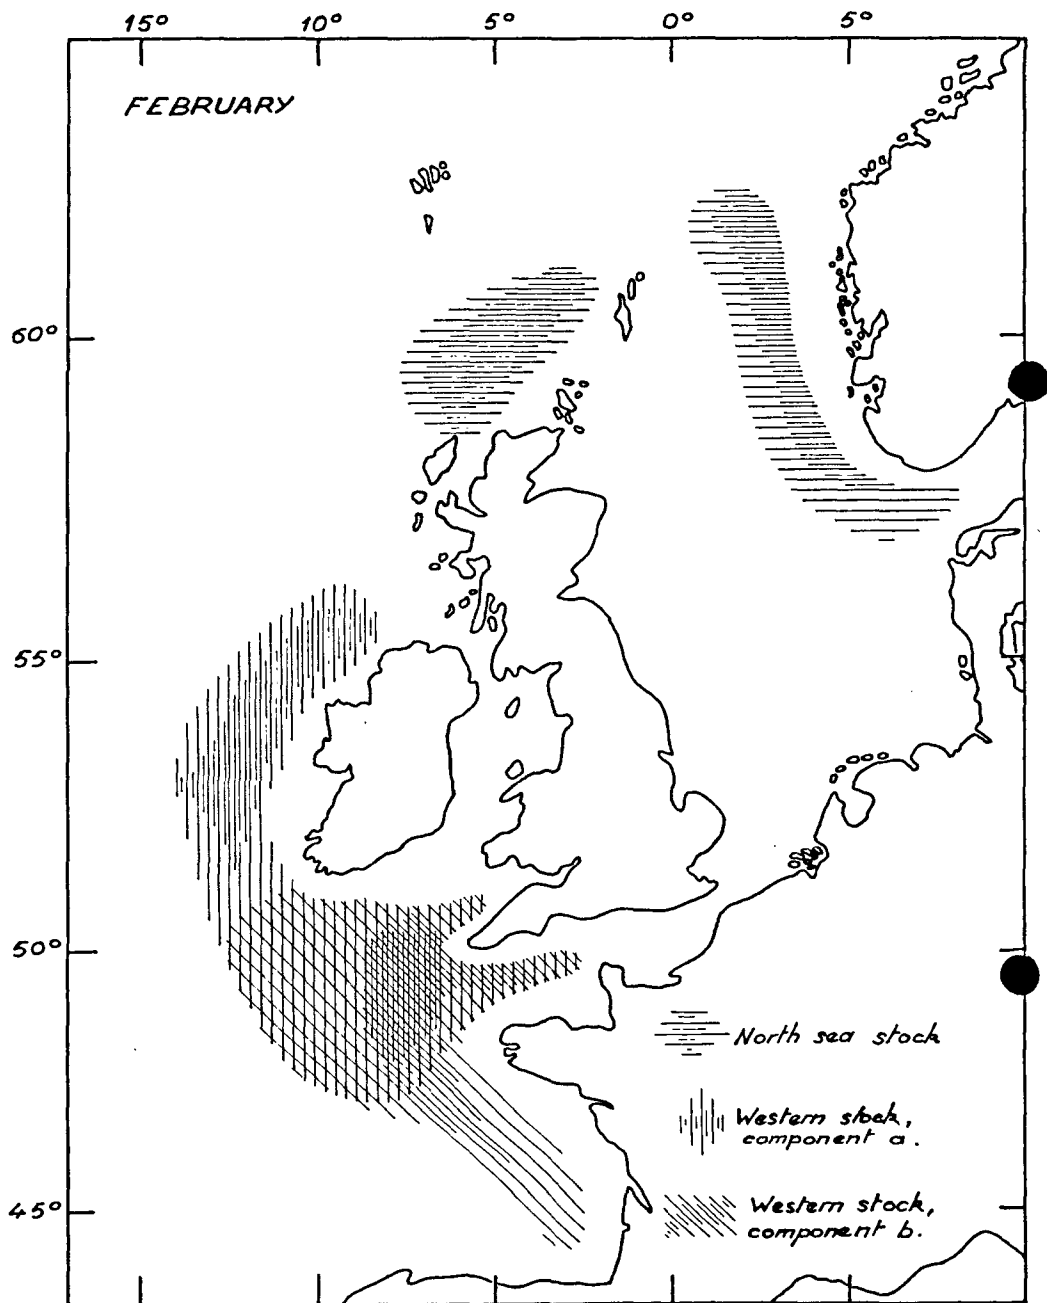 15° 10° 5° 0° 5°
FEBRUARY
60°
55°
50°
North sea stock
Western stock,
component a.
45°
Western stock,
component b.